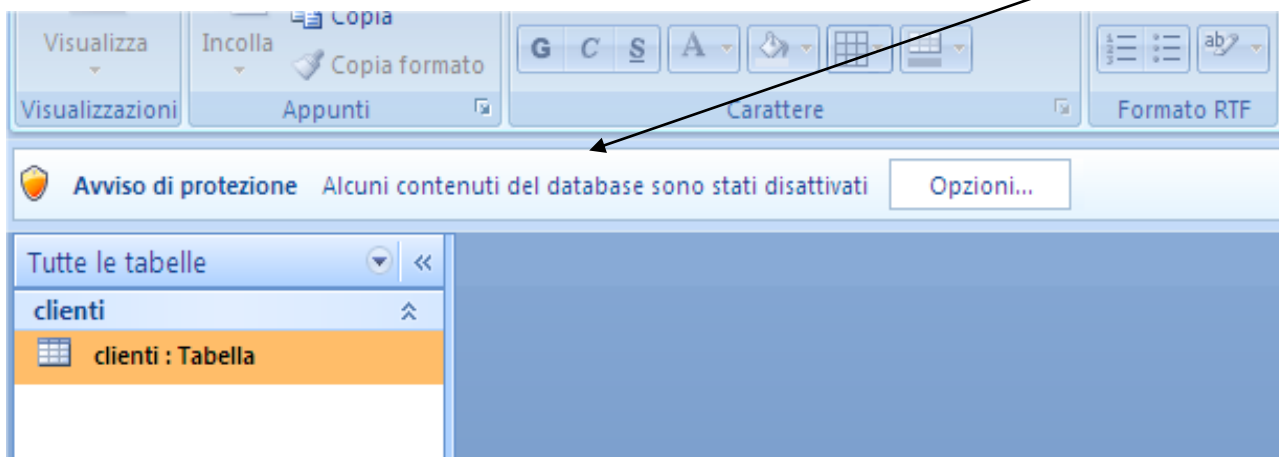 Copia
Visualizza
Incolla
Copia formato
G C S A
ab
Visualizzazioni
Appunti
Carattere
Formato RTF
Avviso di protezione Alcuni contenuti del database sono stati disattivati Opzioni...
Tutte le tabelle
clienti
clienti : Tabella